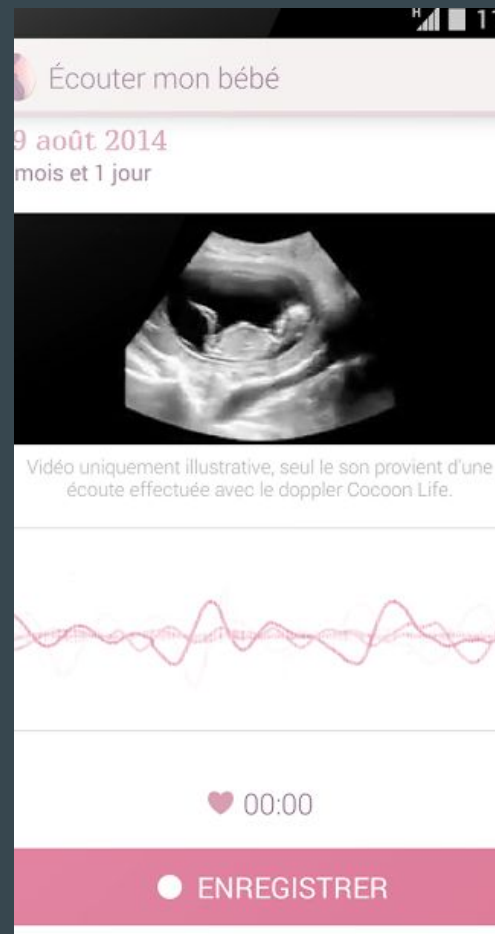 H 11
Écouter mon bébé
9 août 2014
mois et 1 jour
Vidéo uniquement illustrative, seul le son provient d'une
écoute effectuée avec le doppler Cocoon Life.
00:00
ENREGISTRER